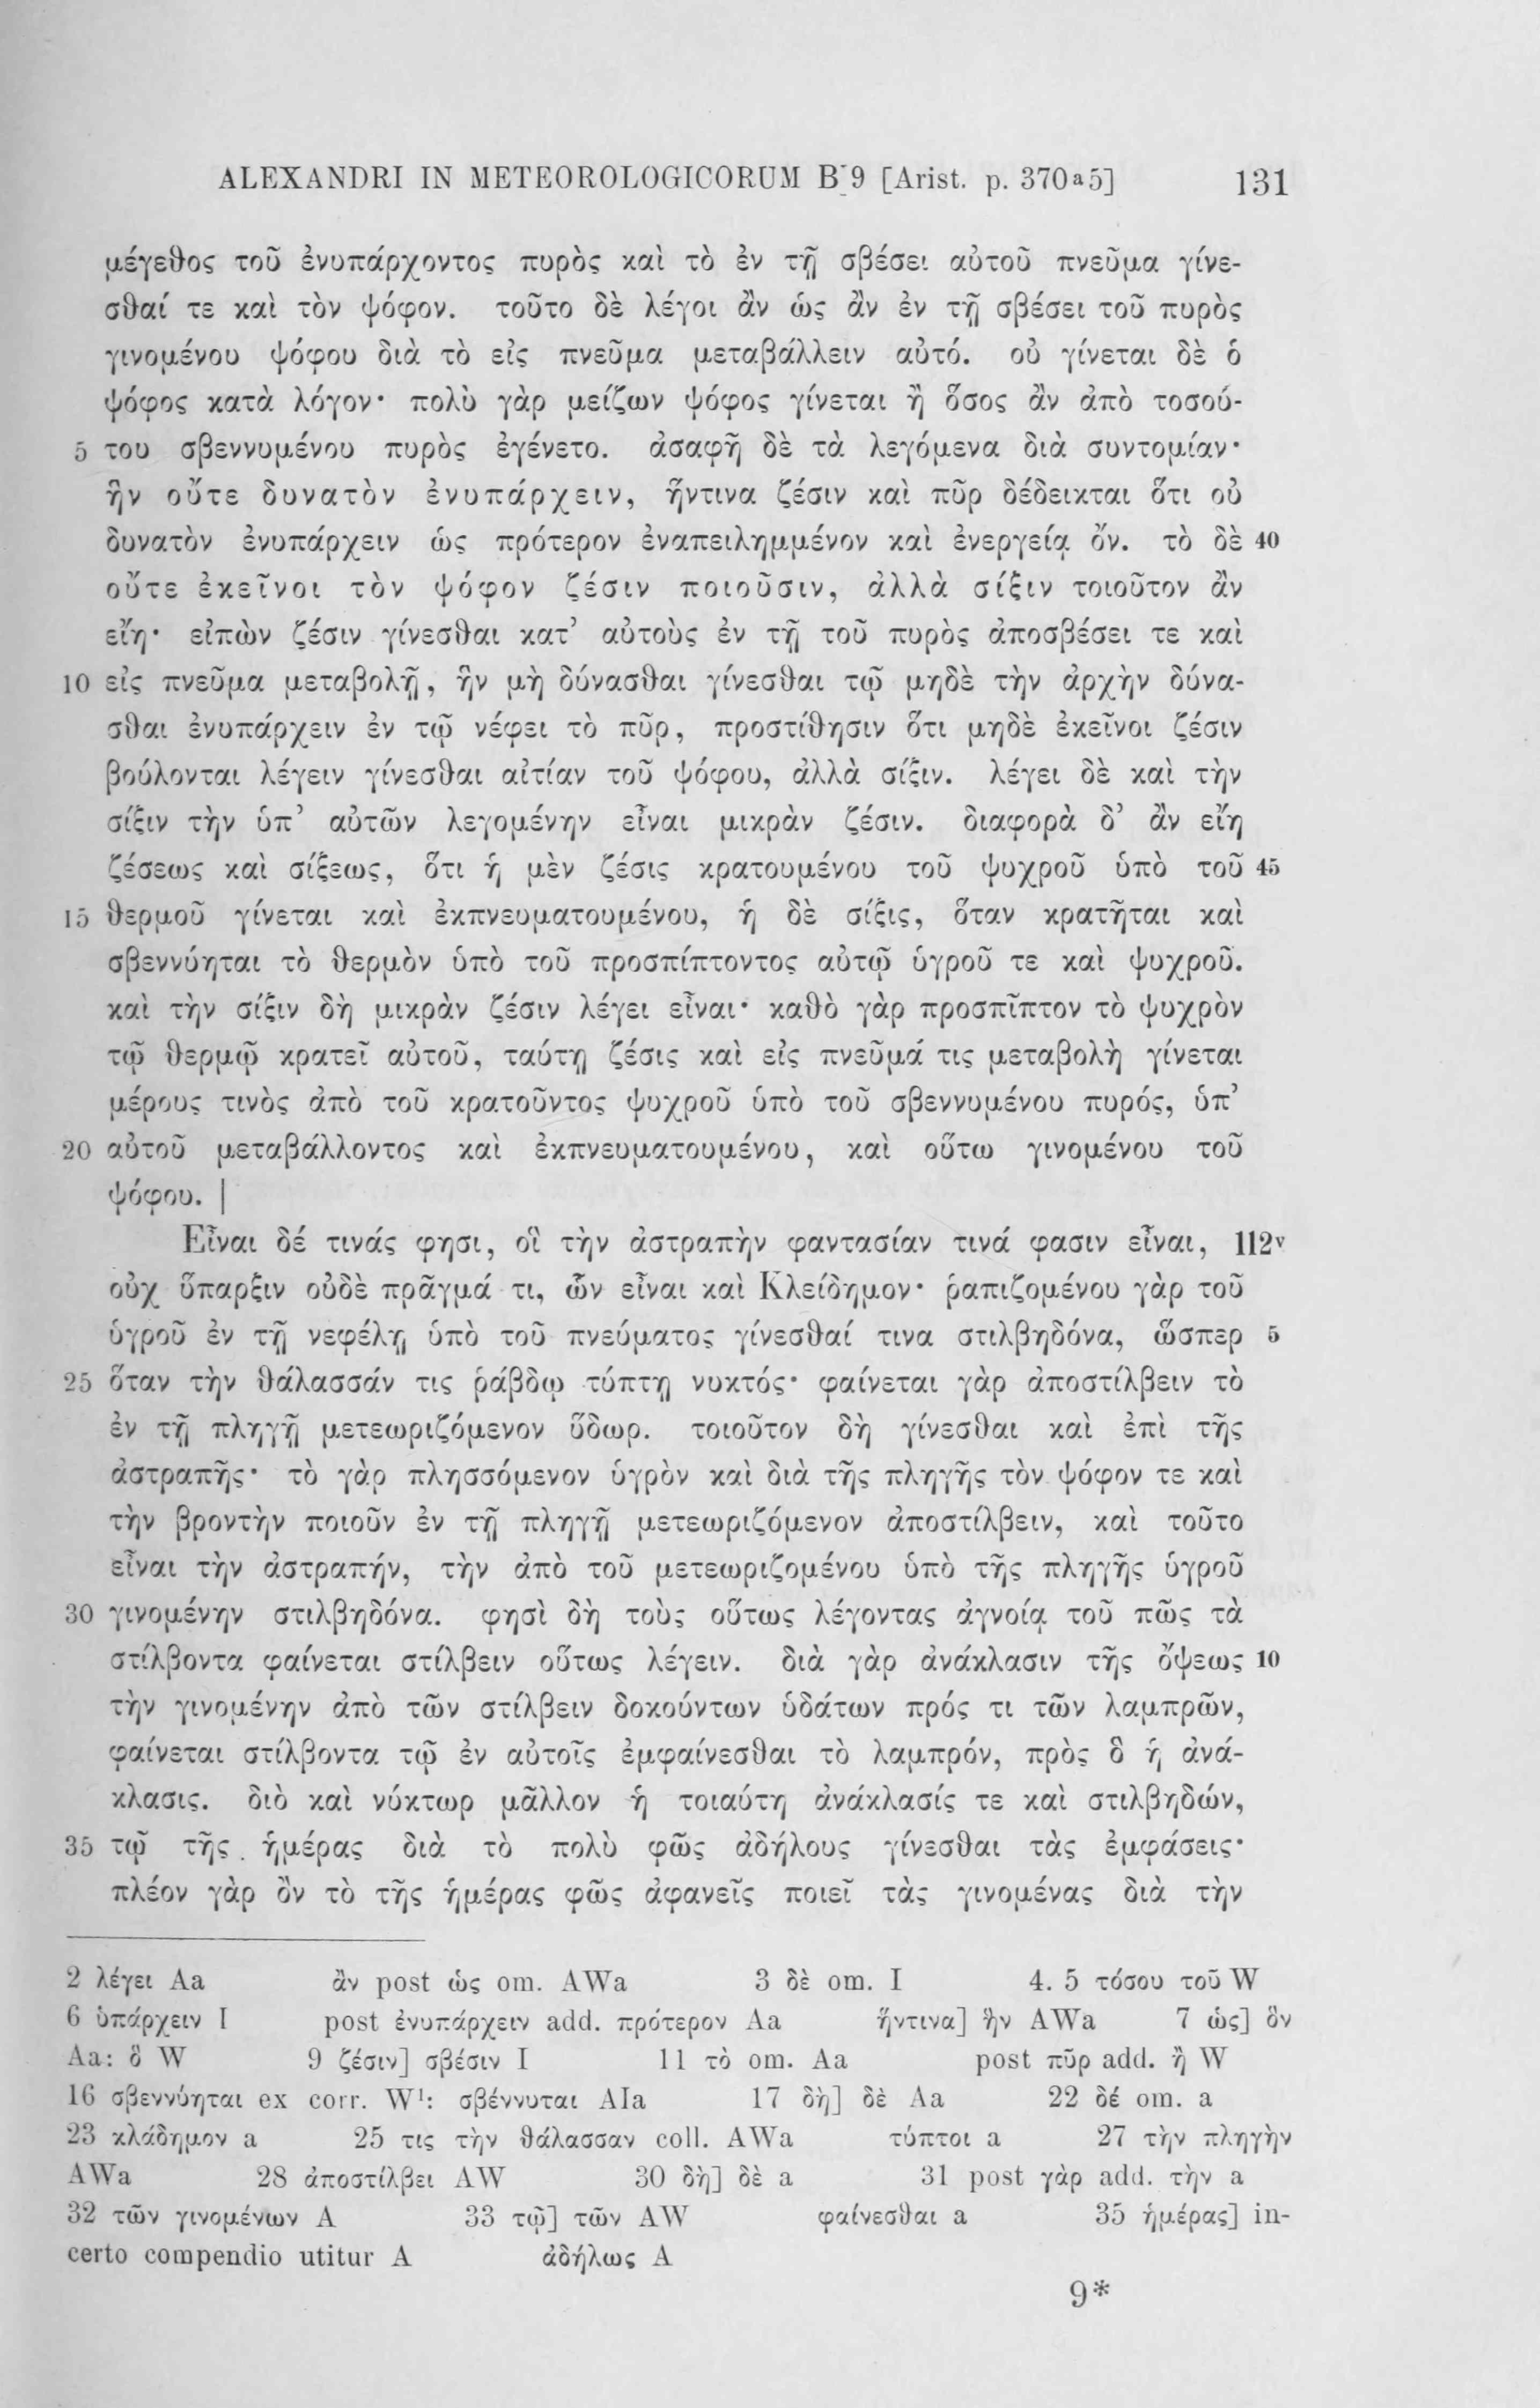 ALEXANDRI IN METEOROLOGICORUM B 9 [Arist. p. 370a5] 131
μέγεθος τοῦ ἐνυπάρχοντος πυρὸς καὶ τὸ ἐν τῇ σβέσει αὐτοῦ πνεῦμα γίνε-
σθαί τε καὶ τὸν ψόφον. τοῦτο δὲ λέγοι ἂν ὡς ἂν ἐν τῇ σβέσει τοῦ πυρὸς
γινομένου ψόφου διὰ τὸ εἰς πνεῦμα μεταβάλλειν αὐτό. οὐ γίνεται δὲ ὁ
ψόφος κατὰ λόγον· πολὺ γὰρ μείζων ψόφος γίνεται ἢ ὅσος ἂν ἀπὸ τοσού-
5 του σβεννυμένου πυρὸς ἐγένετο. ἀσαφῆ δὲ τὰ λεγόμενα διὰ συντομίαν·
ἣν οὔτε δυνατὸν ἐνυπάρχειν, ἥντινα ζέσιν καὶ πῦρ δέδεικται ὅτι οὐ
δυνατὸν ἐνυπάρχειν ὡς πρότερον ἐναπειλημμένον καὶ ἐνεργείᾳ ὄν. τὸ δὲ 40
οὔτε ἐκεῖνοι τὸν ψόφον ζέσιν ποιοῦσιν, ἀλλὰ σίξιν τοιοῦτον ἂν
εἴη· εἰπὼν ζέσιν γίνεσθαι κατ’ αὐτοὺς ἐν τῇ τοῦ πυρὸς ἀποσβέσει τε καὶ
10 εἰς πνεῦμα μεταβολῇ, ἣν μὴ δύνασθαι γίνεσθαι τῷ μηδὲ τὴν ἀρχὴν δύνα-
σθαι ἐνυπάρχειν ἐν τῷ νέφει τὸ πῦρ, προστίθησιν ὅτι μηδὲ ἐκεῖνοι ζέσιν
βούλονται λέγειν γίνεσθαι αἰτίαν τοῦ ψόφου, ἀλλὰ σίξιν. λέγει δὲ καὶ τὴν
σίξιν τὴν ὑπ’ αὐτῶν λεγομένην εἶναι μικρὰν ζέσιν. διαφορὰ δ’ ἂν εἴη
ζέσεως καὶ σίξεως, ὅτι ἡ μὲν ζέσις κρατουμένου τοῦ ψυχροῦ ὑπὸ τοῦ 45
15 θερμοῦ γίνεται καὶ ἐκπνευματουμένου, ἡ δὲ σίξις, ὅταν κρατῆται καὶ
σβεννύηται τὸ θερμὸν ὑπὸ τοῦ προσπίπτοντος αὐτῷ ὑγροῦ τε καὶ ψυχροῦ.
καὶ τὴν σίξιν δὴ μικρὰν ζέσιν λέγει εἶναι· καθὸ γὰρ προσπῖπτον τὸ ψυχρὸν
τῷ θερμῷ κρατεῖ αὐτοῦ, ταύτῃ ζέσις καὶ εἰς πνεῦμά τις μεταβολὴ γίνεται
μέρους τινὸς ἀπὸ τοῦ κρατοῦντος ψυχροῦ ὑπὸ τοῦ σβεννυμένου πυρός, ὑπ’
20 αὐτοῦ μεταβάλλοντος καὶ ἐκπνευματουμένου, καὶ οὕτω γινομένου τοῦ
ψόφου. |
Εἶναι δέ τινάς φησι, οἳ τὴν ἀστραπὴν φαντασίαν τινά φασιν εἶναι, 112v
οὐχ ὕπαρξιν οὐδὲ πρᾶγμά τι, ὧν εἶναι καὶ Κλείδημον· ῥαπιζομένου γὰρ τοῦ
ὑγροῦ ἐν τῇ νεφέλῃ ὑπὸ τοῦ πνεύματος γίνεσθαί τινα στιλβηδόνα, ὥσπερ 5
25 ὅταν τὴν θάλασσάν τις ῥάβδῳ τύπτῃ νυκτός· φαίνεται γὰρ ἀποστίλβειν τὸ
ἐν τῇ πληγῇ μετεωριζόμενον ὕδωρ. τοιοῦτον δὴ γίνεσθαι καὶ ἐπὶ τῆς
ἀστραπῆς· τὸ γὰρ πλησσόμενον ὑγρὸν καὶ διὰ τῆς πληγῆς τὸν ψόφον τε καὶ
τὴν βροντὴν ποιοῦν ἐν τῇ πληγῇ μετεωριζόμενον ἀποστίλβειν, καὶ τοῦτο
εἶναι τὴν ἀστραπήν, τὴν ἀπὸ τοῦ μετεωριζομένου ὑπὸ τῆς πληγῆς ὑγροῦ
30 γινομένην στιλβηδόνα. φησὶ δὴ τοὺς οὕτως λέγοντας ἀγνοίᾳ τοῦ πῶς τὰ
στίλβοντα φαίνεται στίλβειν οὕτως λέγειν. διὰ γὰρ ἀνάκλασιν τῆς ὄψεως 10
τὴν γινομένην ἀπὸ τῶν στίλβειν δοκούντων ὑδάτων πρός τι τῶν λαμπρῶν,
φαίνεται στίλβοντα τῷ ἐν αὐτοῖς ἐμφαίνεσθαι τὸ λαμπρόν, πρὸς ὃ ἡ ἀνά-
κλασις. διὸ καὶ νύκτωρ μᾶλλον ἡ τοιαύτη ἀνάκλασίς τε καὶ στιλβηδών,
35 τῷ τῆς ἡμέρας διὰ τὸ πολὺ φῶς ἀδήλους γίνεσθαι τὰς ἐμφάσεις·
πλέον γὰρ ὂν τὸ τῆς ἡμέρας φῶς ἀφανεῖς ποιεῖ τὰς γινομένας διὰ τὴν
2 λέγει Aa ἂν post ὡς om. AWa 3 δὲ om. I 4. 5 τόσου τοῦ W
6 ὑπάρχειν I post ἐνυπάρχειν add. πρότερον Aa ἥντινα] ἣν AWa 7 ὡς] ὃν
Aa: ὃ W 9 ζέσιν] σβέσιν I 11 τὸ om. Aa post πῦρ add. ἢ W
16 σβεννύηται ex corr. W1: σβέννυται AIa 17 δὴ] δὲ Aa 22 δέ om. a
23 κλάδημον a 25 τις τὴν θάλασσαν coll. AWa τύπτοι a 27 τὴν πληγὴν
AWa 28 ἀποστίλβει AW 30 δὴ] δὲ a 31 post γὰρ add. τὴν a
32 τῶν γινομένων A 33 τῷ] τῶν AW φαίνεσθαι a 35 ἡμέρας] in-
certo compendio utitur A ἀδήλως A
9*